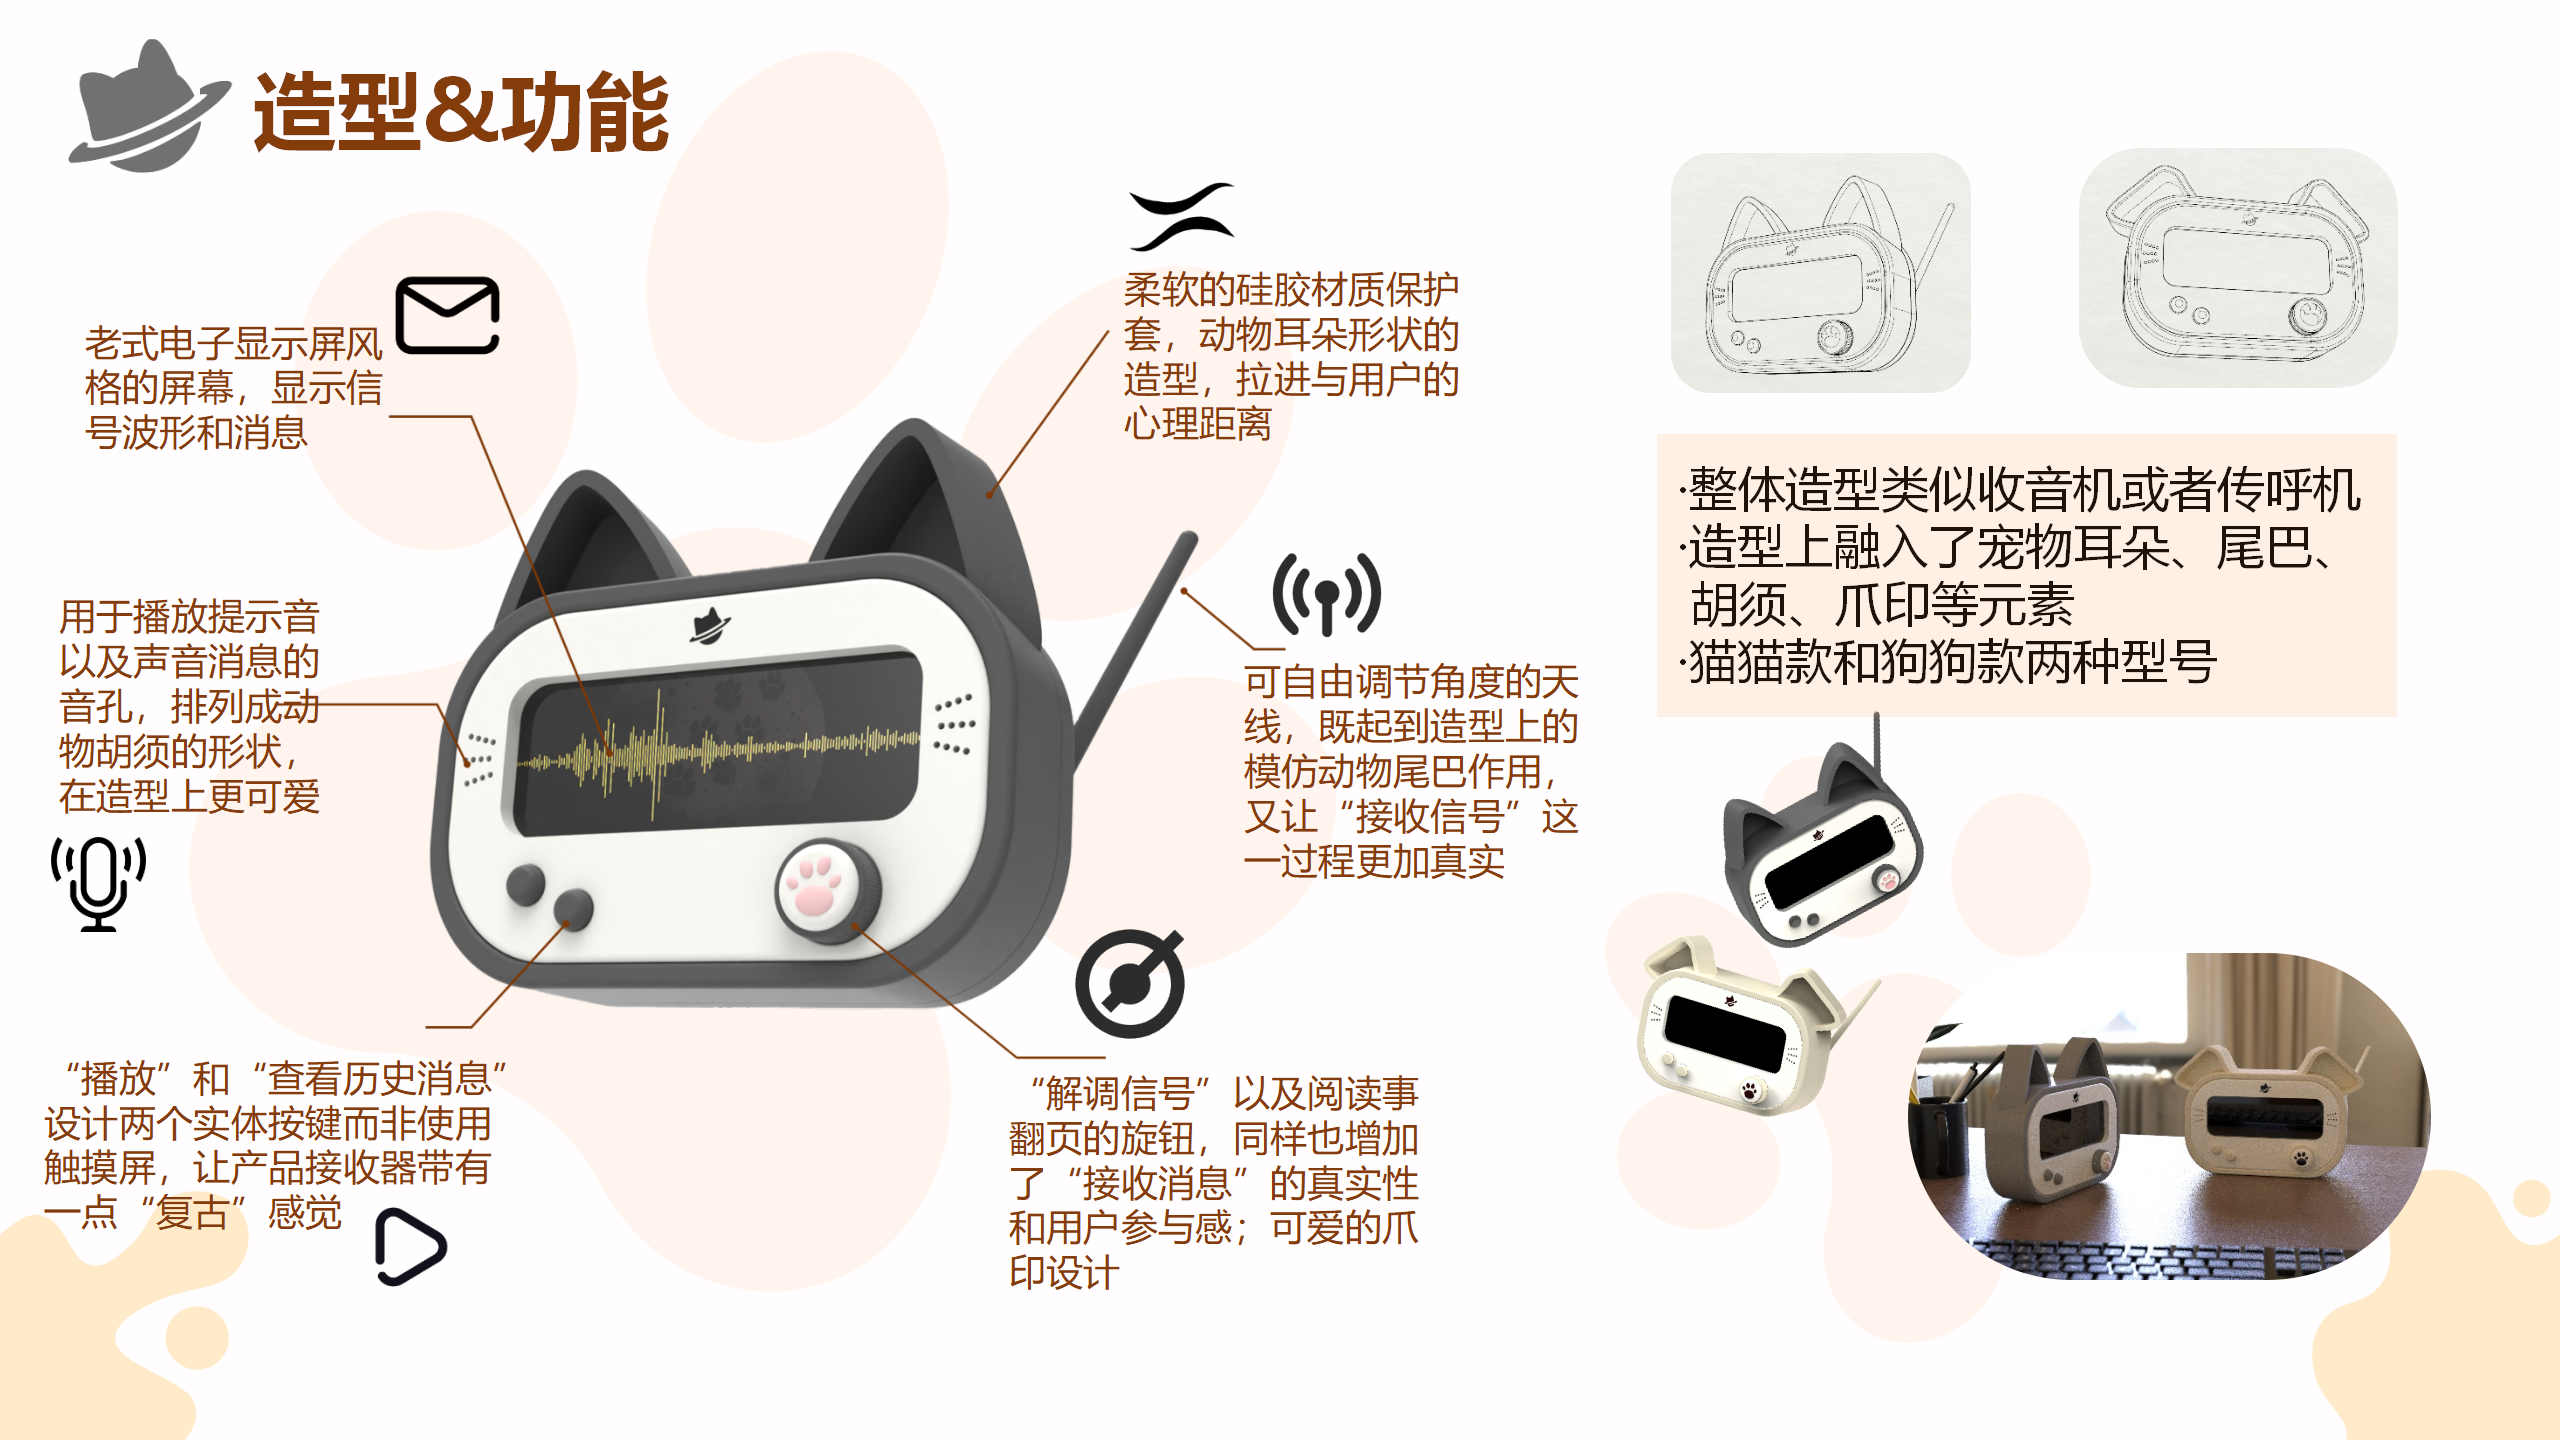 造型&功能
老式电子显示屏风
格的屏幕，显示信
号波形和消息
用于播放提示音
以及声音消息的
音孔，排列成动
物胡须的形状，
在造型上更可爱
“播放”和“查看历史消息”
设计两个实体按键而非使用
触摸屏，让产品接收器带有
一点“复古”感觉
柔软的硅胶材质保护
套，动物耳朵形状的
造型，拉进与用户的
心理距离
可自由调节角度的天
线，既起到造型上的
模仿动物尾巴作用，
又让“接收信号”这
一过程更加真实
“解调信号”以及阅读事
翻页的旋钮，同样也增加
了“接收消息”的真实性
和用户参与感；可爱的爪
印设计
·整体造型类似收音机或者传呼机
·造型上融入了宠物耳朵、尾巴、
胡须、爪印等元素
·猫猫款和狗狗款两种型号